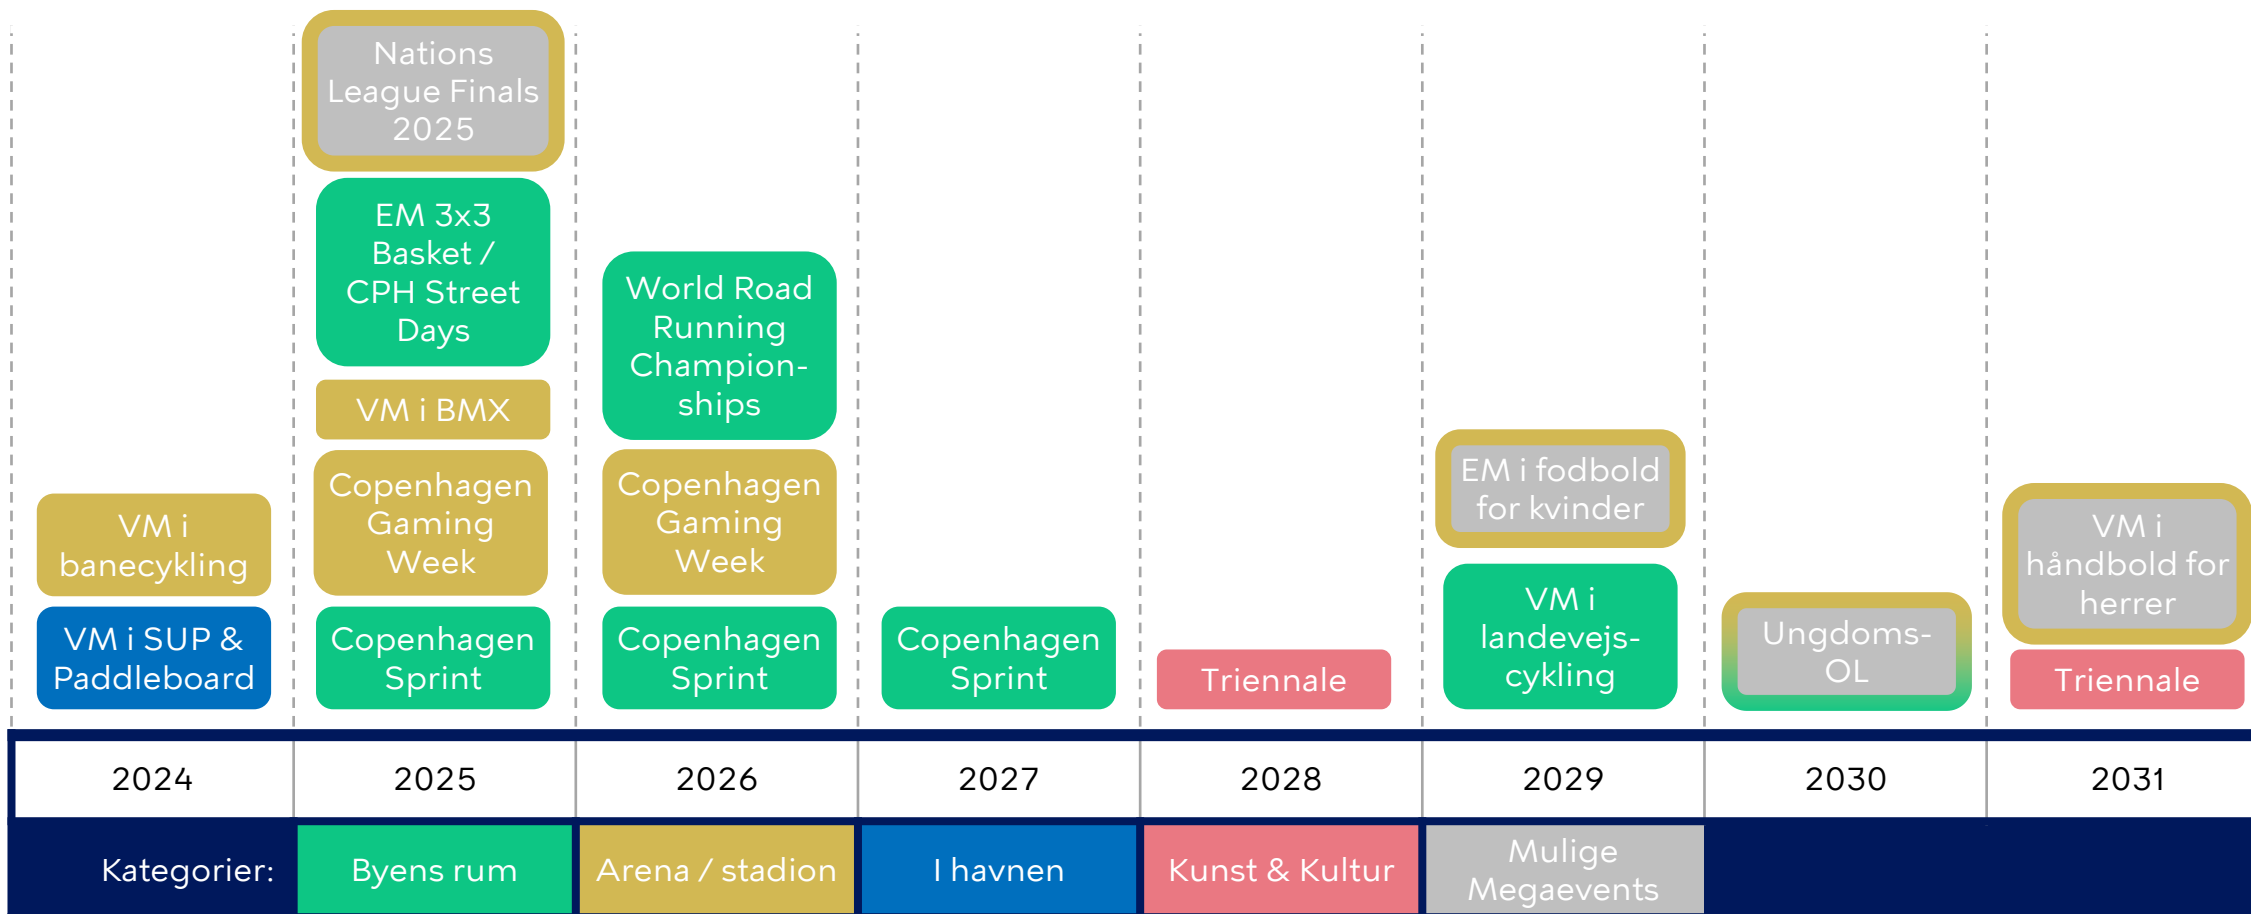 Nations
League Finals
2025
EM 3x3
Basket /
CPH Street
Days
World Road
Running
Champion-
ships
VM i BMX
Copenhagen
Gaming
Week
Copenhagen
Gaming
Week
EM i fodbold
for kvinder
VM i
banecykling
VM i
håndbold for
herrer
VM i SUP &
Paddleboard
Copenhagen
Sprint
Copenhagen
Sprint
Copenhagen
Sprint
Triennale
VM i
landevejs-
cykling
Ungdoms-
OL
Triennale
2024
2025
2026
2027
2028
2029
2030
2031
Kategorier:
Byens rum
Arena / stadion
I havnen
Kunst & Kultur
Mulige
Megaevents